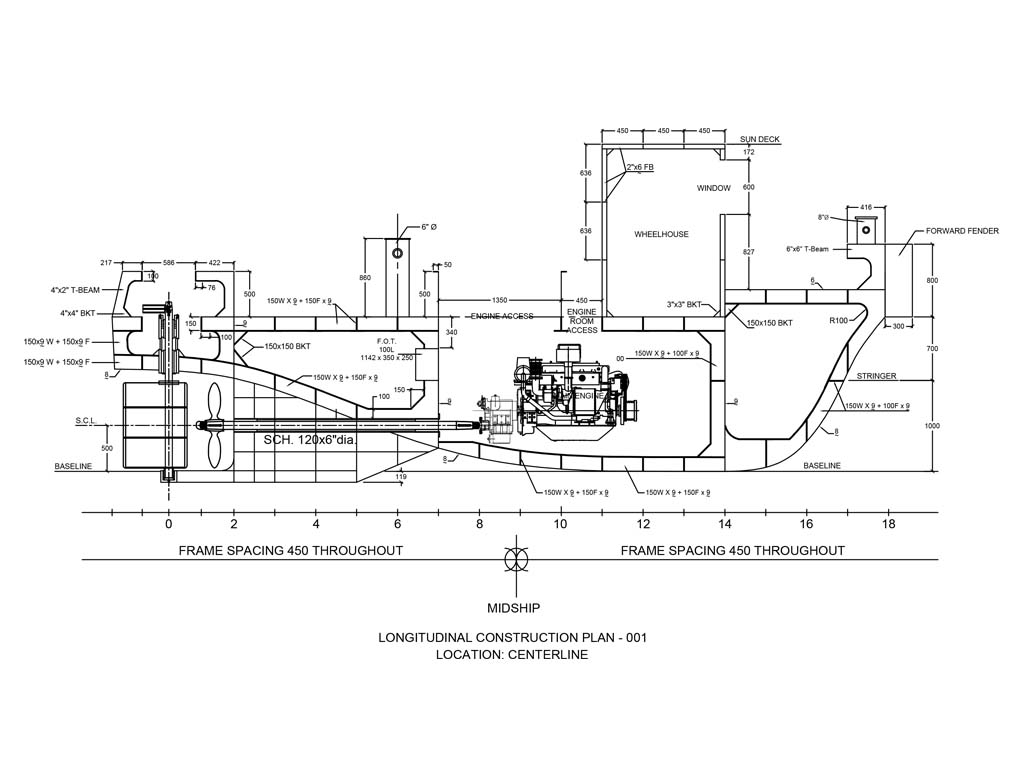 450 450 450
SUN DECK
172
636
2"x6 FB
WINDOW
600
416
8"Ø
6" Ø
636
WHEELHOUSE
FORWARD FENDER
827
6"x6" T-Beam
217 586 422
50
100
76
860
6
4"x2" T-BEAM
500
500
150W X 9 + 150F x 9
1350
450
3"x3" BKT
800
4"x4" BKT
150
9
ENGINE ACCESS
ENGINE
ROOM
ACCESS
150x150 BKT
R100
300
100
340
150x9 W + 150x9 F
150x150 BKT
F.O.T.
100L
1142 x 350 x 250
150W X 9 + 100F x 9
700
150x9 W + 150x9 F
8
150W X 9 + 150F x 9
STRINGER
150
100
9
9
150W X 9 + 100F x 9
S.C.L.
SCH. 120x6"dia.
8
1000
500
8
BASELINE
119
BASELINE
150W X 9 + 150F x 9
150W X 9 + 150F x 9
0 2 4 6 8 10 12 14 16 18
FRAME SPACING 450 THROUGHOUT
FRAME SPACING 450 THROUGHOUT
MIDSHIP
LONGITUDINAL CONSTRUCTION PLAN - 001
LOCATION: CENTERLINE